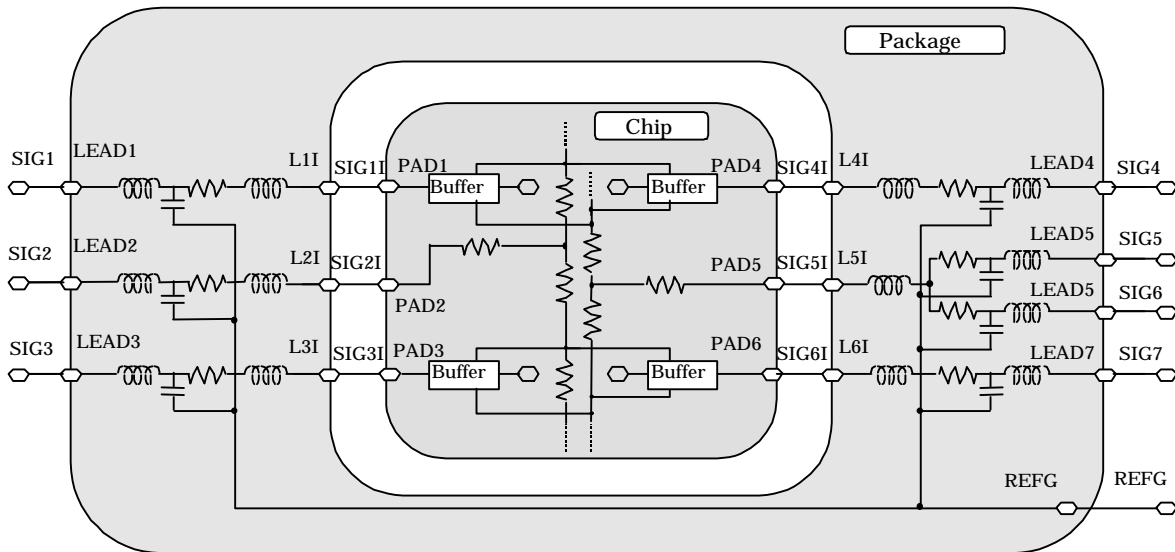 Package
Chip
SIG1
LEAD1
L1I
SIG1I
PAD1
Buffer
Buffer
PAD4
SIG4I
L4I
LEAD4
SIG4
SIG2
LEAD2
L2I
SIG2I
PAD2
PAD5
SIG5I
L5I
LEAD5
SIG5
LEAD5
SIG6
SIG3
LEAD3
L3I
SIG3I
PAD3
Buffer
Buffer
PAD6
SIG6I
L6I
LEAD7
SIG7
REFG
REFG